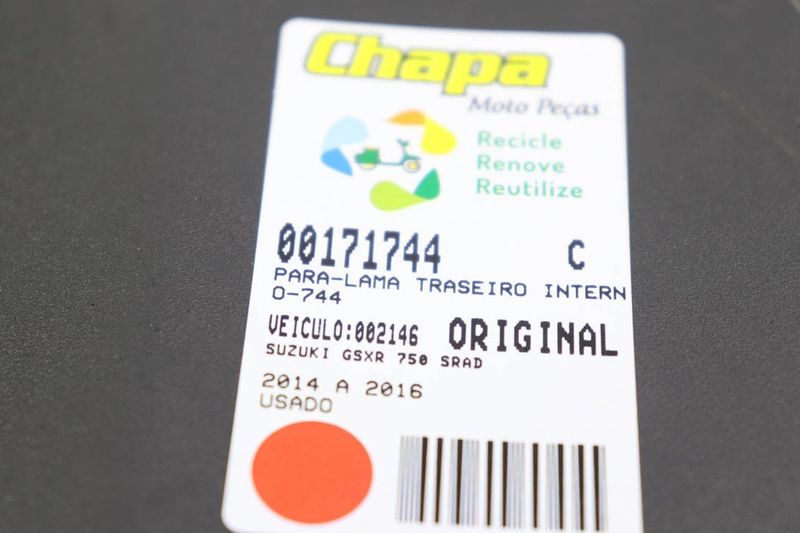 Chapa
Moto Peças
Recicle
Renove
Reutilize
00171744 C
PARA-LAMA TRASEIRO INTERN
O-744
VEICULO:002146 ORIGINAL
SUZUKI GSXR 750 SRAD
2014 A 2016
USADO